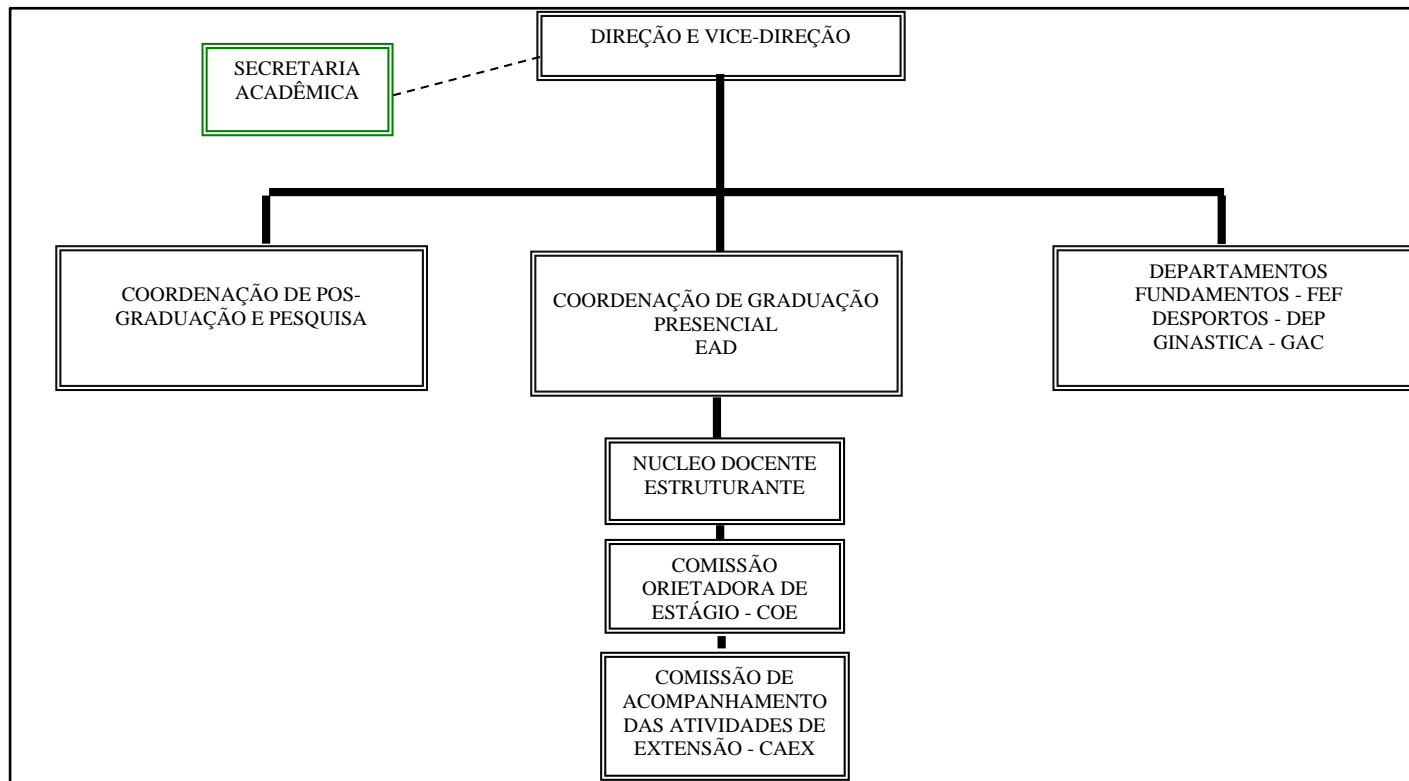 DIREÇÃO E VICE-DIREÇÃO
SECRETARIA
ACADÊMICA
COORDENAÇÃO DE POS-
GRADUAÇÃO E PESQUISA
COORDENAÇÃO DE GRADUAÇÃO
PRESENCIAL
EAD
DEPARTAMENTOS
FUNDAMENTOS - FEF
DESPORTOS - DEP
GINASTICA - GAC
NUCLEO DOCENTE
ESTRUTURANTE
COMISSÃO
ORIETADORA DE
ESTÁGIO - COE
COMISSÃO DE
ACOMPANHAMENTO
DAS ATIVIDADES DE
EXTENSÃO - CAEX